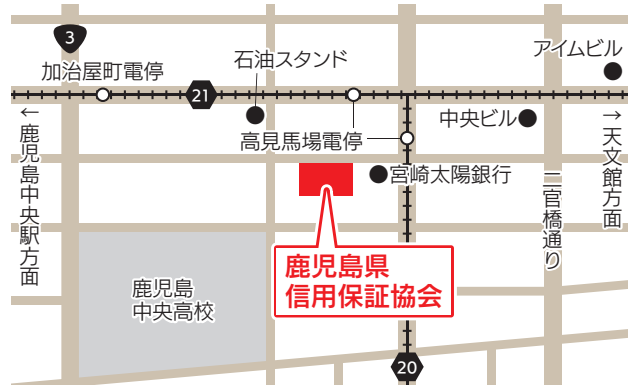 3
アイムビル
石油スタンド
加治屋町電停
21
中央ビル
高見馬場電停
←鹿児島中央駅方面
→天文館方面
宮崎太陽銀行
二官橋通り
鹿児島県
信用保証協会
鹿児島
中央高校
20